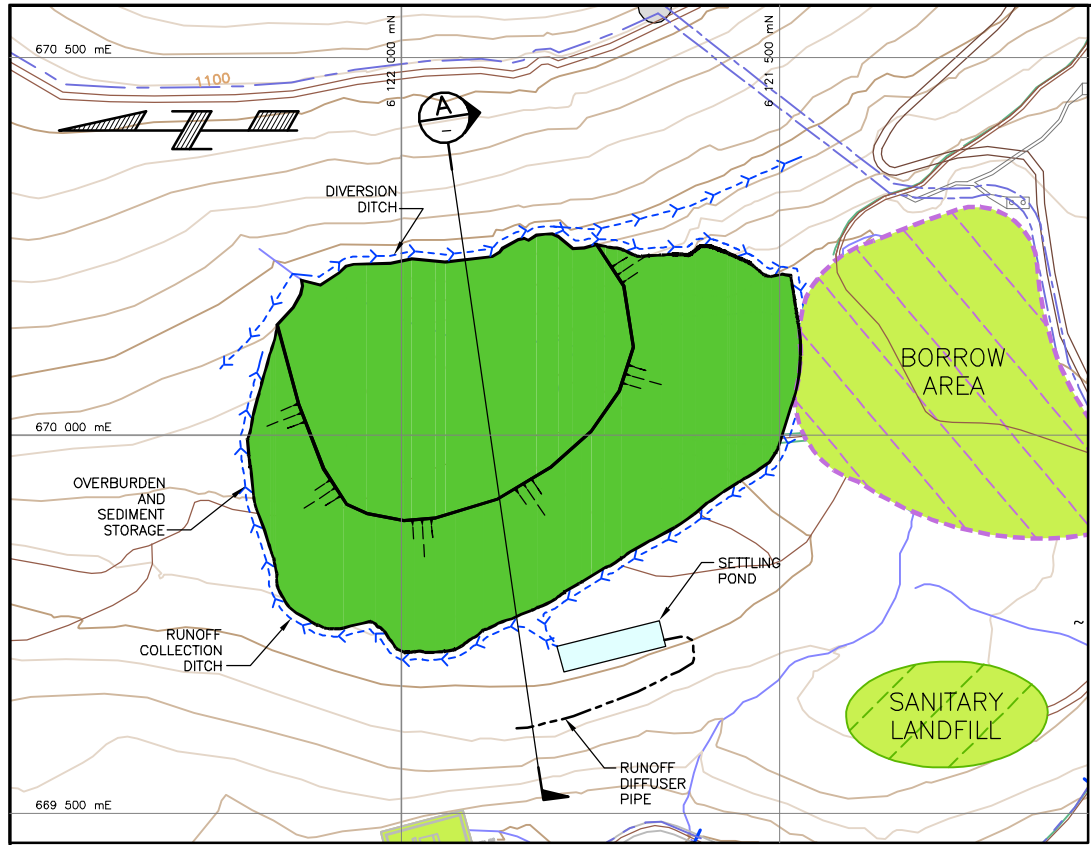 670 500 mE
6 122 000 mN
6 121 500 mN
1100
A
–
DIVERSION
DITCH
BORROW
AREA
670 000 mE
OVERBURDEN
AND
SEDIMENT
STORAGE
SETTLING
POND
RUNOFF
COLLECTION
DITCH
~
SANITARY
LANDFILL
RUNOFF
DIFFUSER
PIPE
669 500 mE